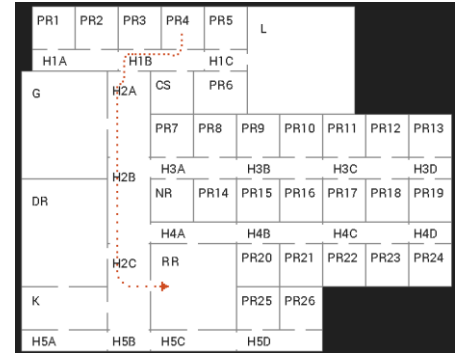 PR1 PR2 PR3 PR4 PR5 L
H1A H1B H1C
G H2A CS PR6
PR7 PR8 PR9 PR10 PR11 PR12 PR13
H2B H3A H3B H3C H3D
DR NR PR14 PR15 PR16 PR17 PR18 PR19
H4A H4B H4C H4D
H2C RR PR20 PR21 PR22 PR23 PR24
K PR25 PR26
H5A H5B H5C H5D